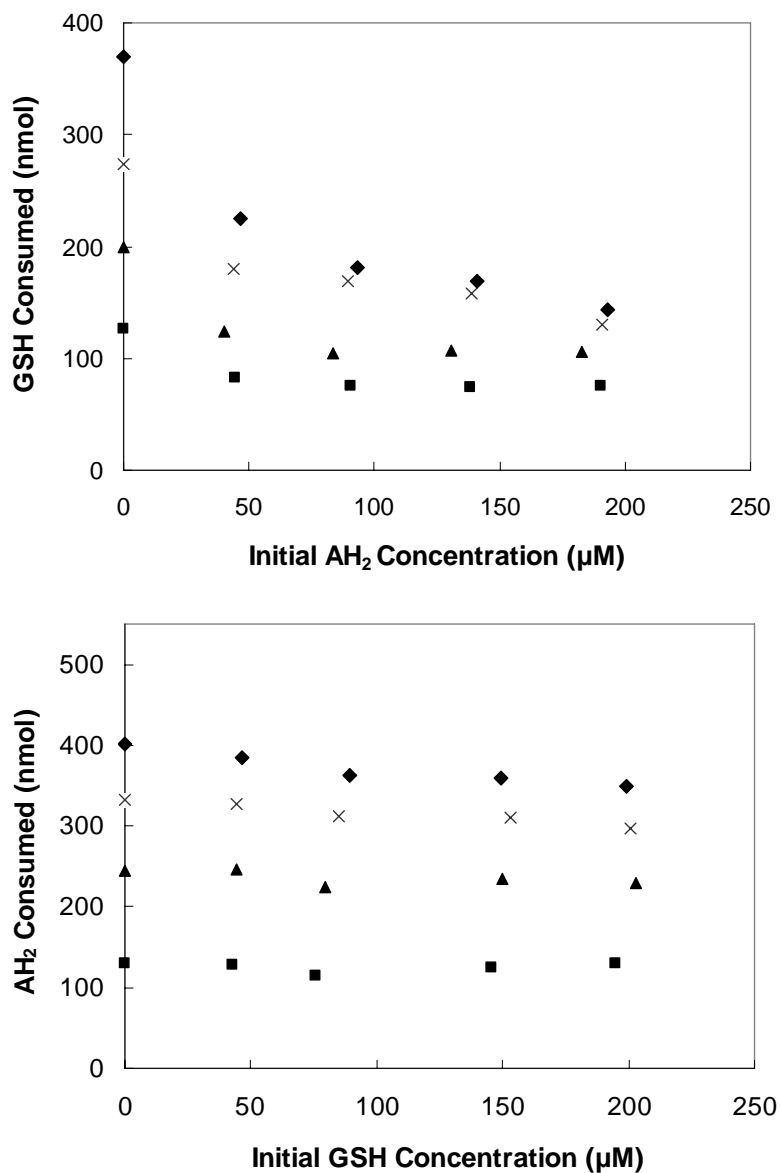 400
300
200
100
0
GSH Consumed (nmol)
0 50 100 150 200 250
Initial AH₂ Concentration (µM)
500
400
300
200
100
0
AH₂ Consumed (nmol)
0 50 100 150 200 250
Initial GSH Concentration (µM)